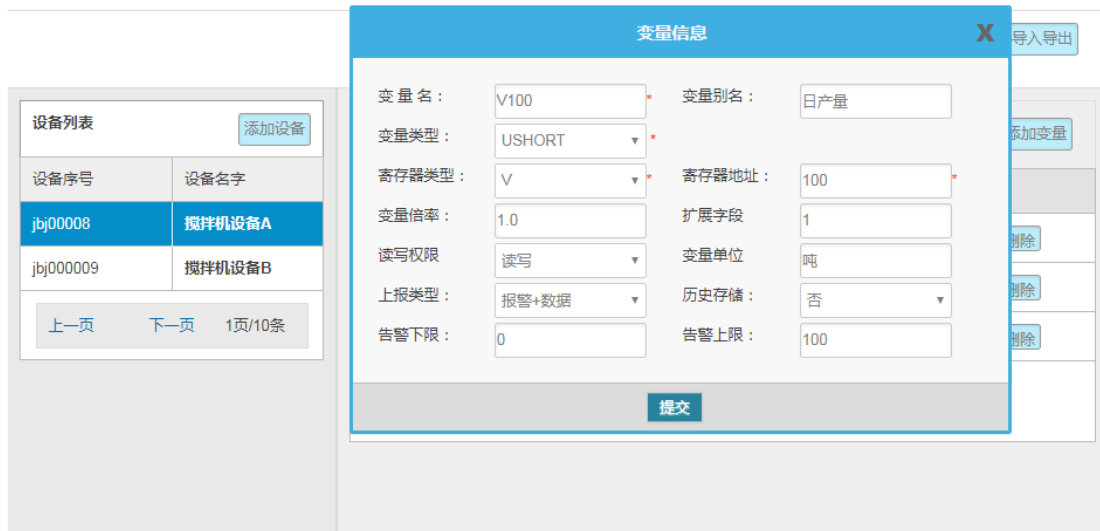 变量信息
X
导入导出
变 量 名： V100 * 变量别名： 日产量
设备列表 添加设备
变量类型： USHORT * 添加变量
设备序号 设备名字
寄存器类型： V * 寄存器地址： 100 *
jbj00008 搅拌机设备A
变量倍率： 1.0 扩展字段 1
删除
jbj000009 搅拌机设备B
读写权限 读写 变量单位 吨
上报类型： 报警+数据 历史存储： 否
删除
上一页 下一页 1页/10条
告警下限： 0 告警上限： 100
删除
提交